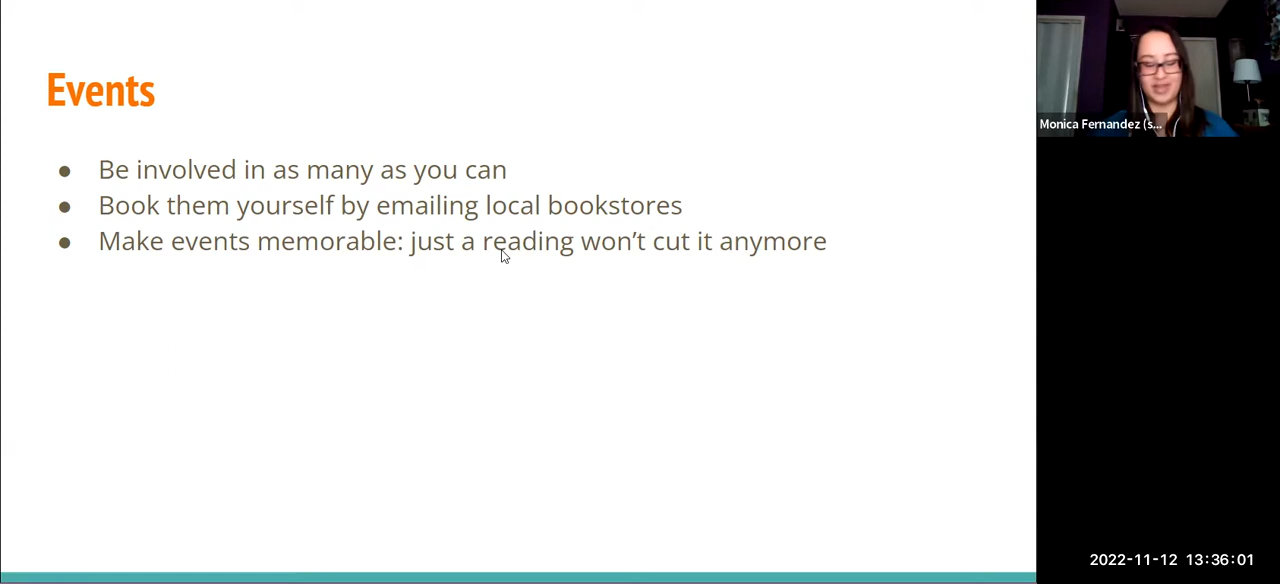 Events
● Be involved in as many as you can
● Book them yourself by emailing local bookstores
● Make events memorable: just a reading won't cut it anymore
Monica Fernandez (s...
2022-11-12 13:36:01